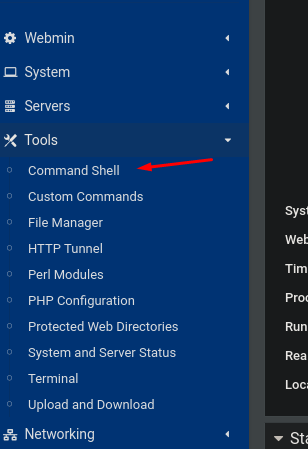 Webmin
System
Servers
Tools
Command Shell
Custom Commands
File Manager
HTTP Tunnel
Perl Modules
PHP Configuration
Protected Web Directories
System and Server Status
Terminal
Upload and Download
Networking
Syst
Web
Tim
Proc
Run
Rea
Loca
Sta